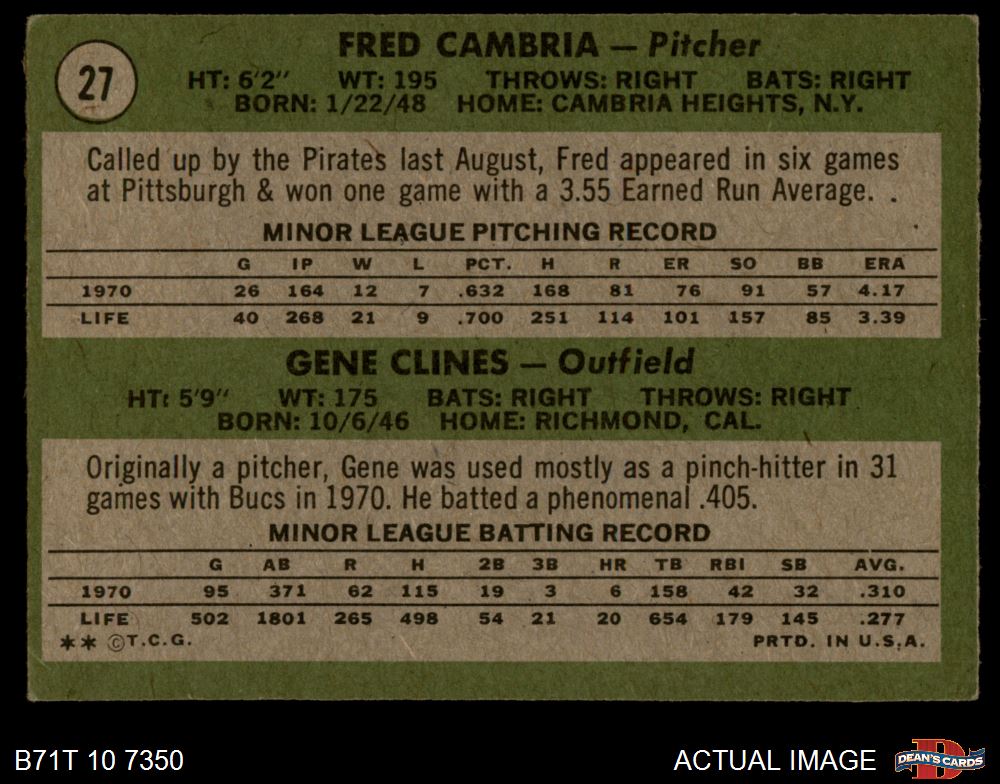 27
FRED CAMBRIA — Pitcher
HT: 6'2" WT: 195 THROWS: RIGHT BATS: RIGHT
BORN: 1/22/48 HOME: CAMBRIA HEIGHTS, N.Y.
Called up by the Pirates last August, Fred appeared in six games
at Pittsburgh & won one game with a 3.55 Earned Run Average. .
MINOR LEAGUE PITCHING RECORD
G IP W L PCT. H R ER SO BB ERA
1970 26 164 12 7 .632 168 81 76 91 57 4.17
LIFE 40 268 21 9 .700 251 114 101 157 85 3.39
GENE CLINES — Outfield
HT: 5'9" WT: 175 BATS: RIGHT THROWS: RIGHT
BORN: 10/6/46 HOME: RICHMOND, CAL.
Originally a pitcher, Gene was used mostly as a pinch-hitter in 31
games with Bucs in 1970. He batted a phenomenal .405.
MINOR LEAGUE BATTING RECORD
G AB R H 2B 3B HR TB RBI SB AVG.
1970 95 371 62 115 19 3 6 158 42 32 .310
LIFE 502 1801 265 498 54 21 20 654 179 145 .277
** ©T.C.G. PRTD. IN U.S.A.
B71T 10 7350 ACTUAL IMAGE DEAN'S CARDS